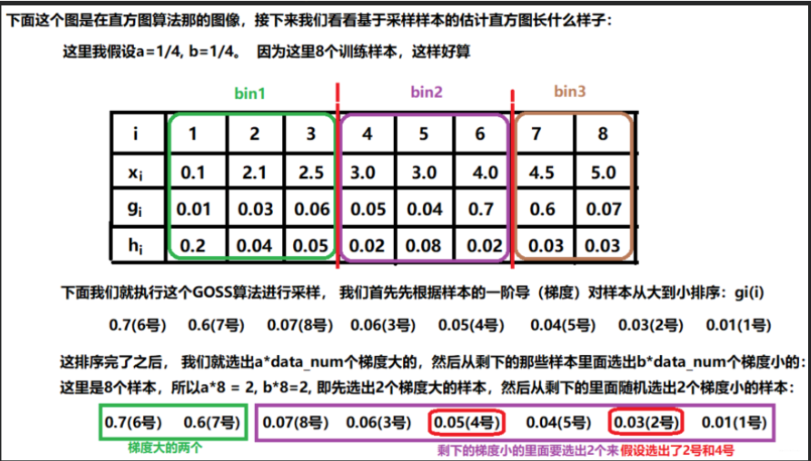 下面这个图是在直方图算法那的图像，接下来我们看看基于采样样本的估计直方图长什么样子：
这里我假设a=1/4, b=1/4。 因为这里8个训练样本，这样好算
bin1 bin2 bin3
i 1 2 3 4 5 6 7 8
xi 0.1 2.1 2.5 3.0 3.0 4.0 4.5 5.0
gi 0.01 0.03 0.06 0.05 0.04 0.7 0.6 0.07
hi 0.2 0.04 0.05 0.02 0.08 0.02 0.03 0.03
下面我们就执行这个GOSS算法进行采样， 我们首先先根据样本的一阶导（梯度）对样本从大到小排序：gi(i)
0.7(6号) 0.6(7号) 0.07(8号) 0.06(3号) 0.05(4号) 0.04(5号) 0.03(2号) 0.01(1号)
这排序完了之后， 我们就选出a*data_num个梯度大的，然后从剩下的那些样本里面选出b*data_num个梯度小的：
这里是8个样本，所以a*8 = 2, b*8=2, 即先选出2个梯度大的样本，然后从剩下的里面随机选出2个梯度小的样本：
0.7(6号) 0.6(7号) 0.07(8号) 0.06(3号) 0.05(4号) 0.04(5号) 0.03(2号) 0.01(1号)
梯度大的两个 剩下的梯度小的里面要选出2个来 假设选出了2号和4号